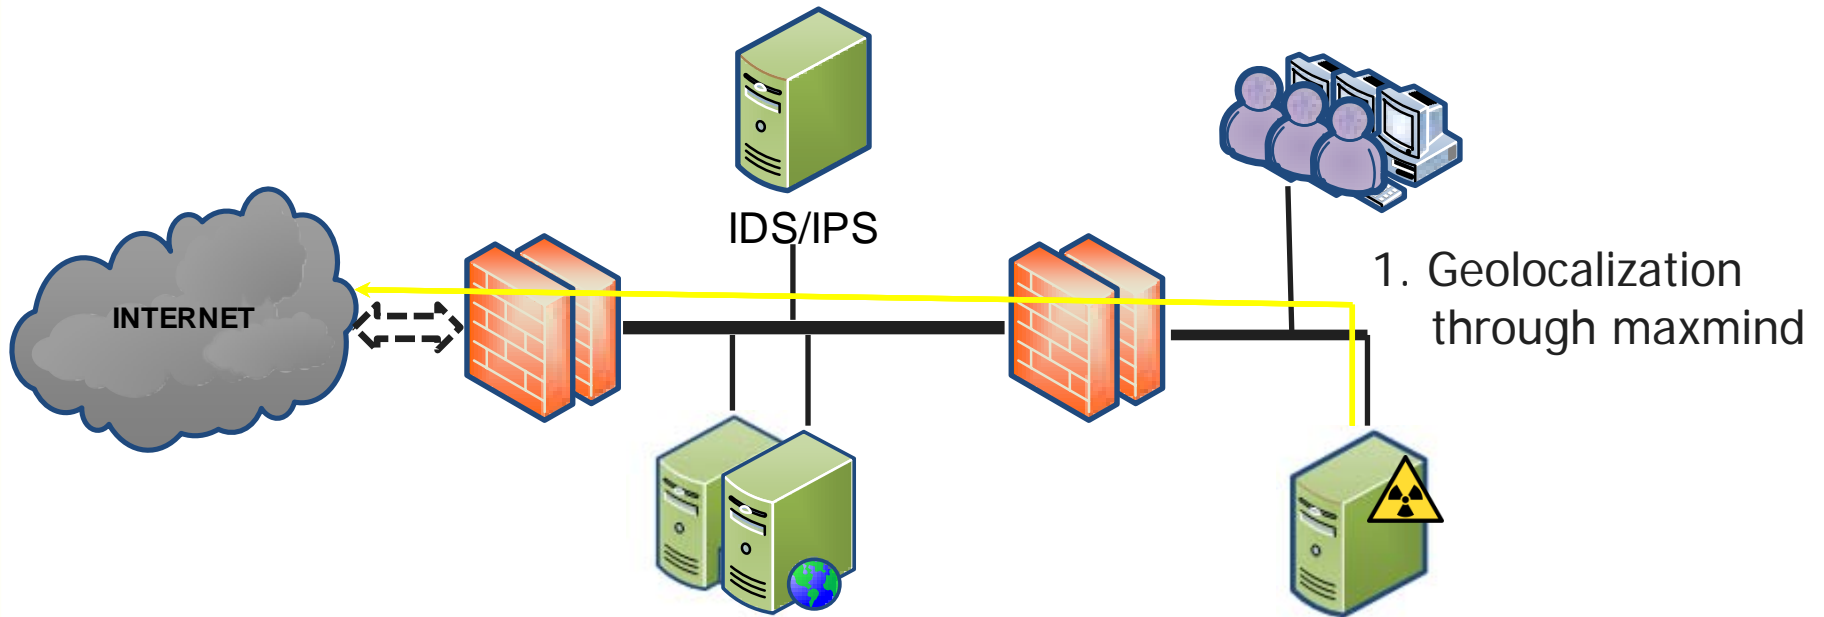 IDS/IPS
INTERNET
1. Geolocalization
through maxmind